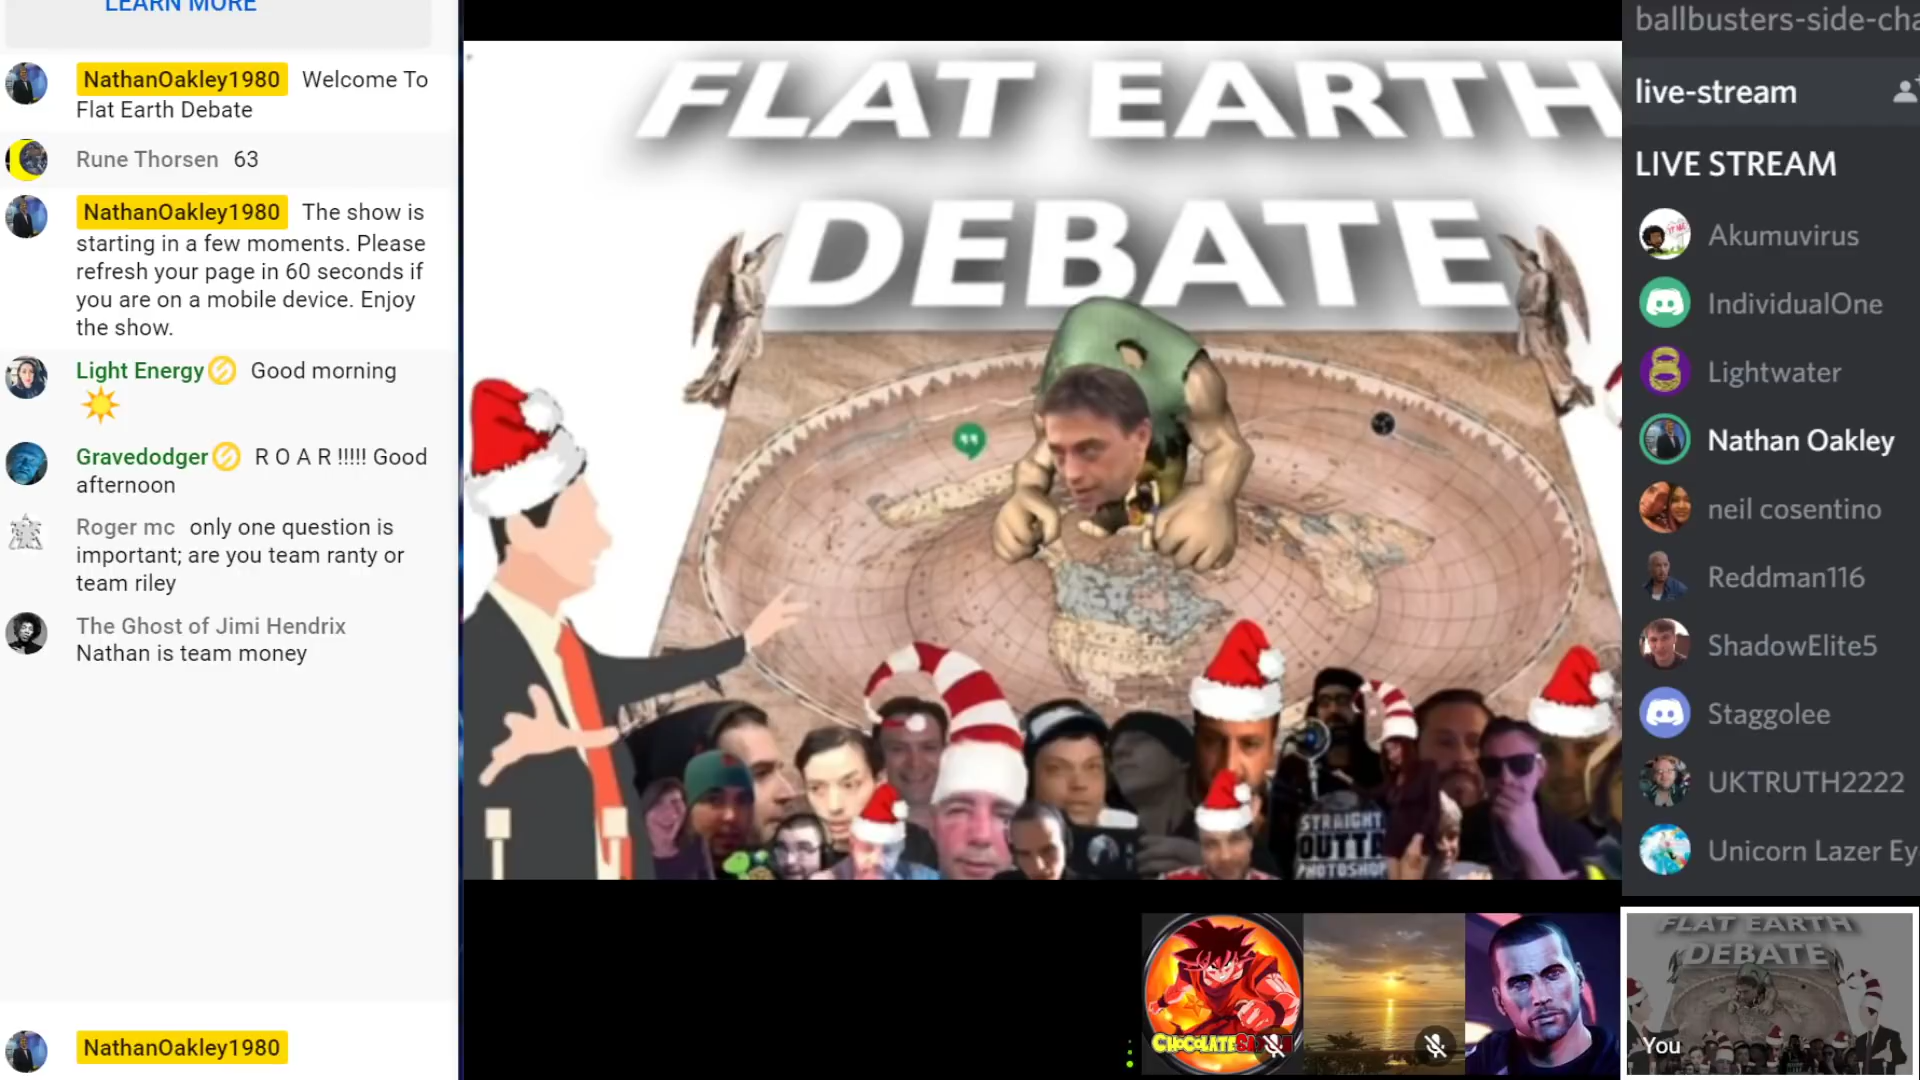 LEARN MORE
NathanOakley1980 Welcome To
Flat Earth Debate
Rune Thorsen 63
NathanOakley1980 The show is
starting in a few moments. Please
refresh your page in 60 seconds if
you are on a mobile device. Enjoy
the show.
Light Energy Good morning
Gravedodger R O A R !!!!! Good
afternoon
Roger mc only one question is
important; are you team ranty or
team riley
The Ghost of Jimi Hendrix
Nathan is team money
NathanOakley1980
FLAT EARTH
DEBATE
STRAIGHT
OUTTA
PHOTOSHOP
ballbusters-side-cha
live-stream
LIVE STREAM
Akumuvirus
IndividualOne
Lightwater
Nathan Oakley
neil cosentino
Reddman116
ShadowElite5
Staggolee
UKTRUTH2222
Unicorn Lazer Ey
FLAT EARTH
DEBATE
You